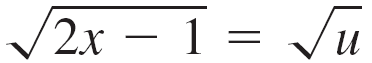 √(2x − 1) = √u